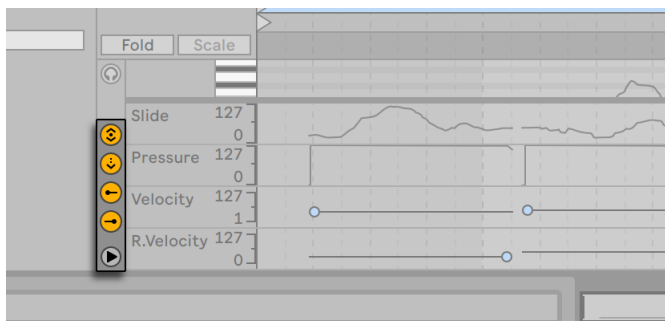 Fold Scale
Slide 127
0
Pressure 127
0
Velocity 127
1
R.Velocity 127
0